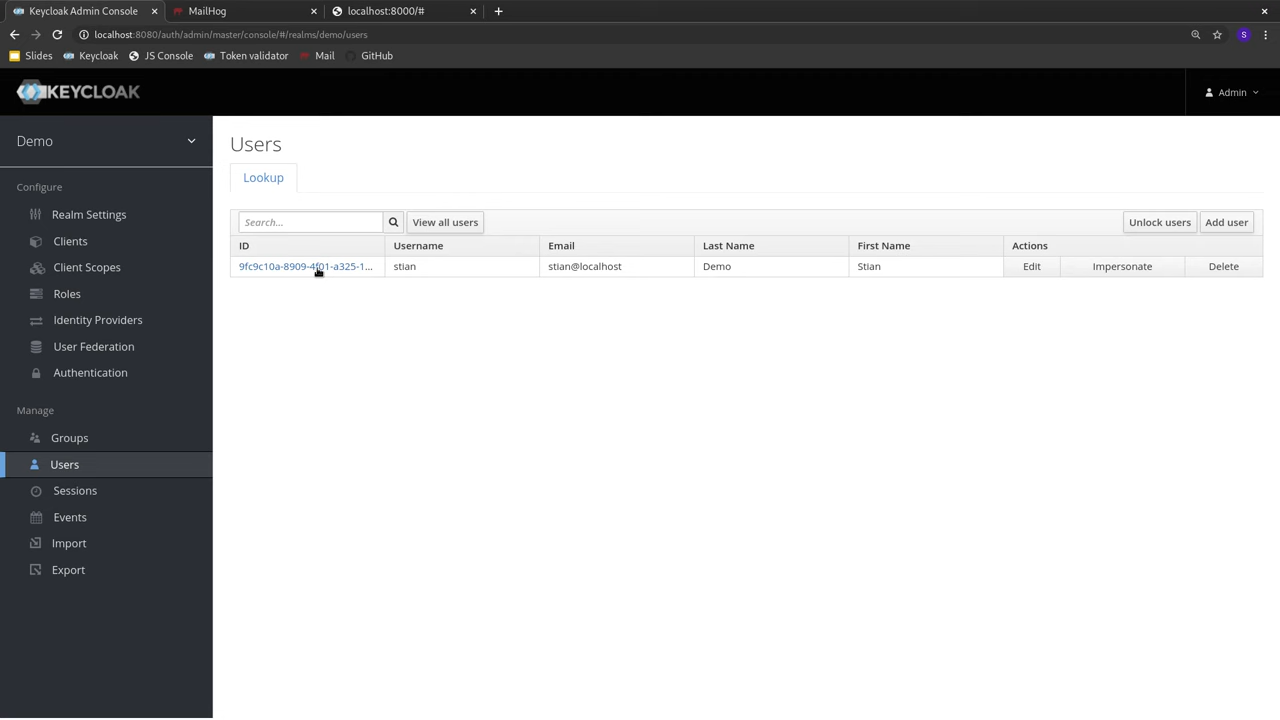 Keycloak Admin Console
MailHog
localhost:8000/#
localhost:8080/auth/admin/master/console/#/realms/demo/users
S
Slides
Keycloak
JS Console
Token validator
Mail
GitHub
KEYCLOAK
Admin
Demo
Configure
Realm Settings
Clients
Client Scopes
Roles
Identity Providers
User Federation
Authentication
Manage
Groups
Users
Sessions
Events
Import
Export
Users
Lookup
Search...
View all users
Unlock users
Add user
ID Username Email Last Name First Name Actions
9fc9c10a-8909-4f01-a325-1... stian stian@localhost Demo Stian Edit Impersonate Delete